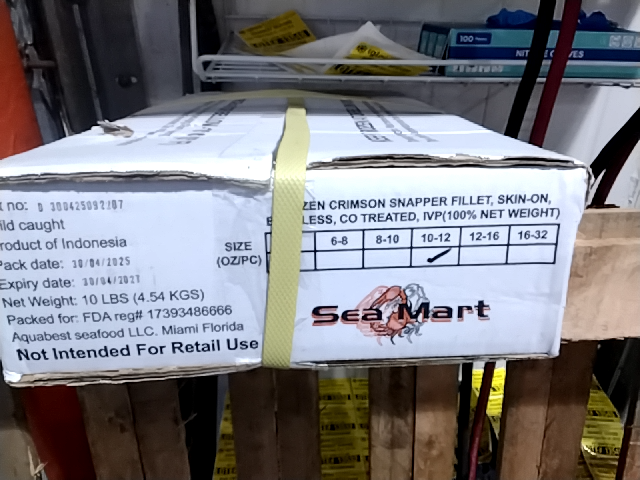 100
NITRILE GLOVES
no: D 300425092/07
ild caught
roduct of Indonesia
Pack date: 30/04/2025
Expiry date: 30/04/2027
Net Weight: 10 LBS (4.54 KGS)
Packed for: FDA reg# 17393486666
Aquabest seafood LLC. Miami Florida
Not Intended For Retail Use
ZEN CRIMSON SNAPPER FILLET, SKIN-ON,
LESS, CO TREATED, IVP(100% NET WEIGHT)
SIZE
(OZ/PC)
6-8 8-10 10-12 12-16 16-32
Sea Mart